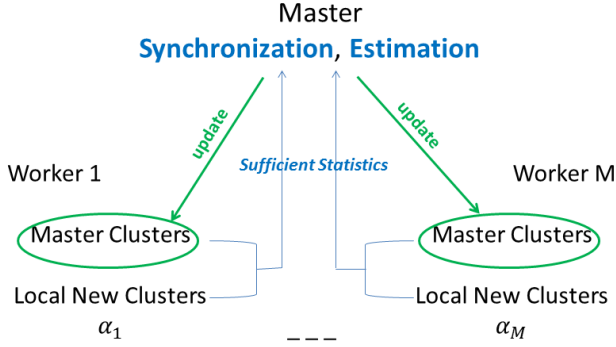 Master
Synchronization, Estimation
update
update
Sufficient Statistics
Worker 1
Worker M
Master Clusters
Master Clusters
Local New Clusters
Local New Clusters
α₁
_ _ _
α_M